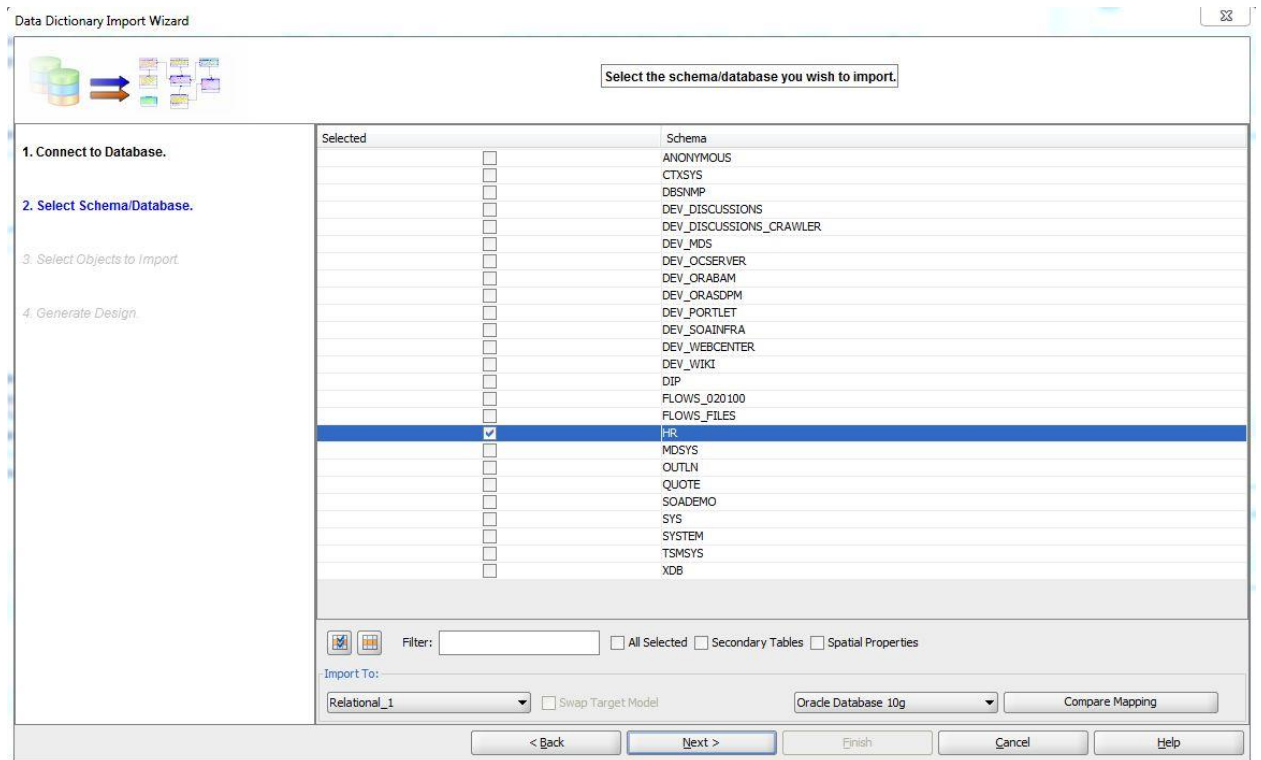 Data Dictionary Import Wizard
Select the schema/database you wish to import.
1. Connect to Database.
2. Select Schema/Database.
3. Select Objects to Import.
4. Generate Design.
Selected Schema
ANONYMOUS
CTXSYS
DBSNMP
DEV_DISCUSSIONS
DEV_DISCUSSIONS_CRAWLER
DEV_MDS
DEV_OCSERVER
DEV_ORABAM
DEV_ORASDPM
DEV_PORTLET
DEV_SOAINFRA
DEV_WEBCENTER
DEV_WIKI
DIP
FLOWS_020100
FLOWS_FILES
HR
MDSYS
OUTLN
QUOTE
SOADEMO
SYS
SYSTEM
TSMSYS
XDB
Filter: All Selected Secondary Tables Spatial Properties
Import To:
Relational_1 Swap Target Model Oracle Database 10g Compare Mapping
< Back Next > Finish Cancel Help